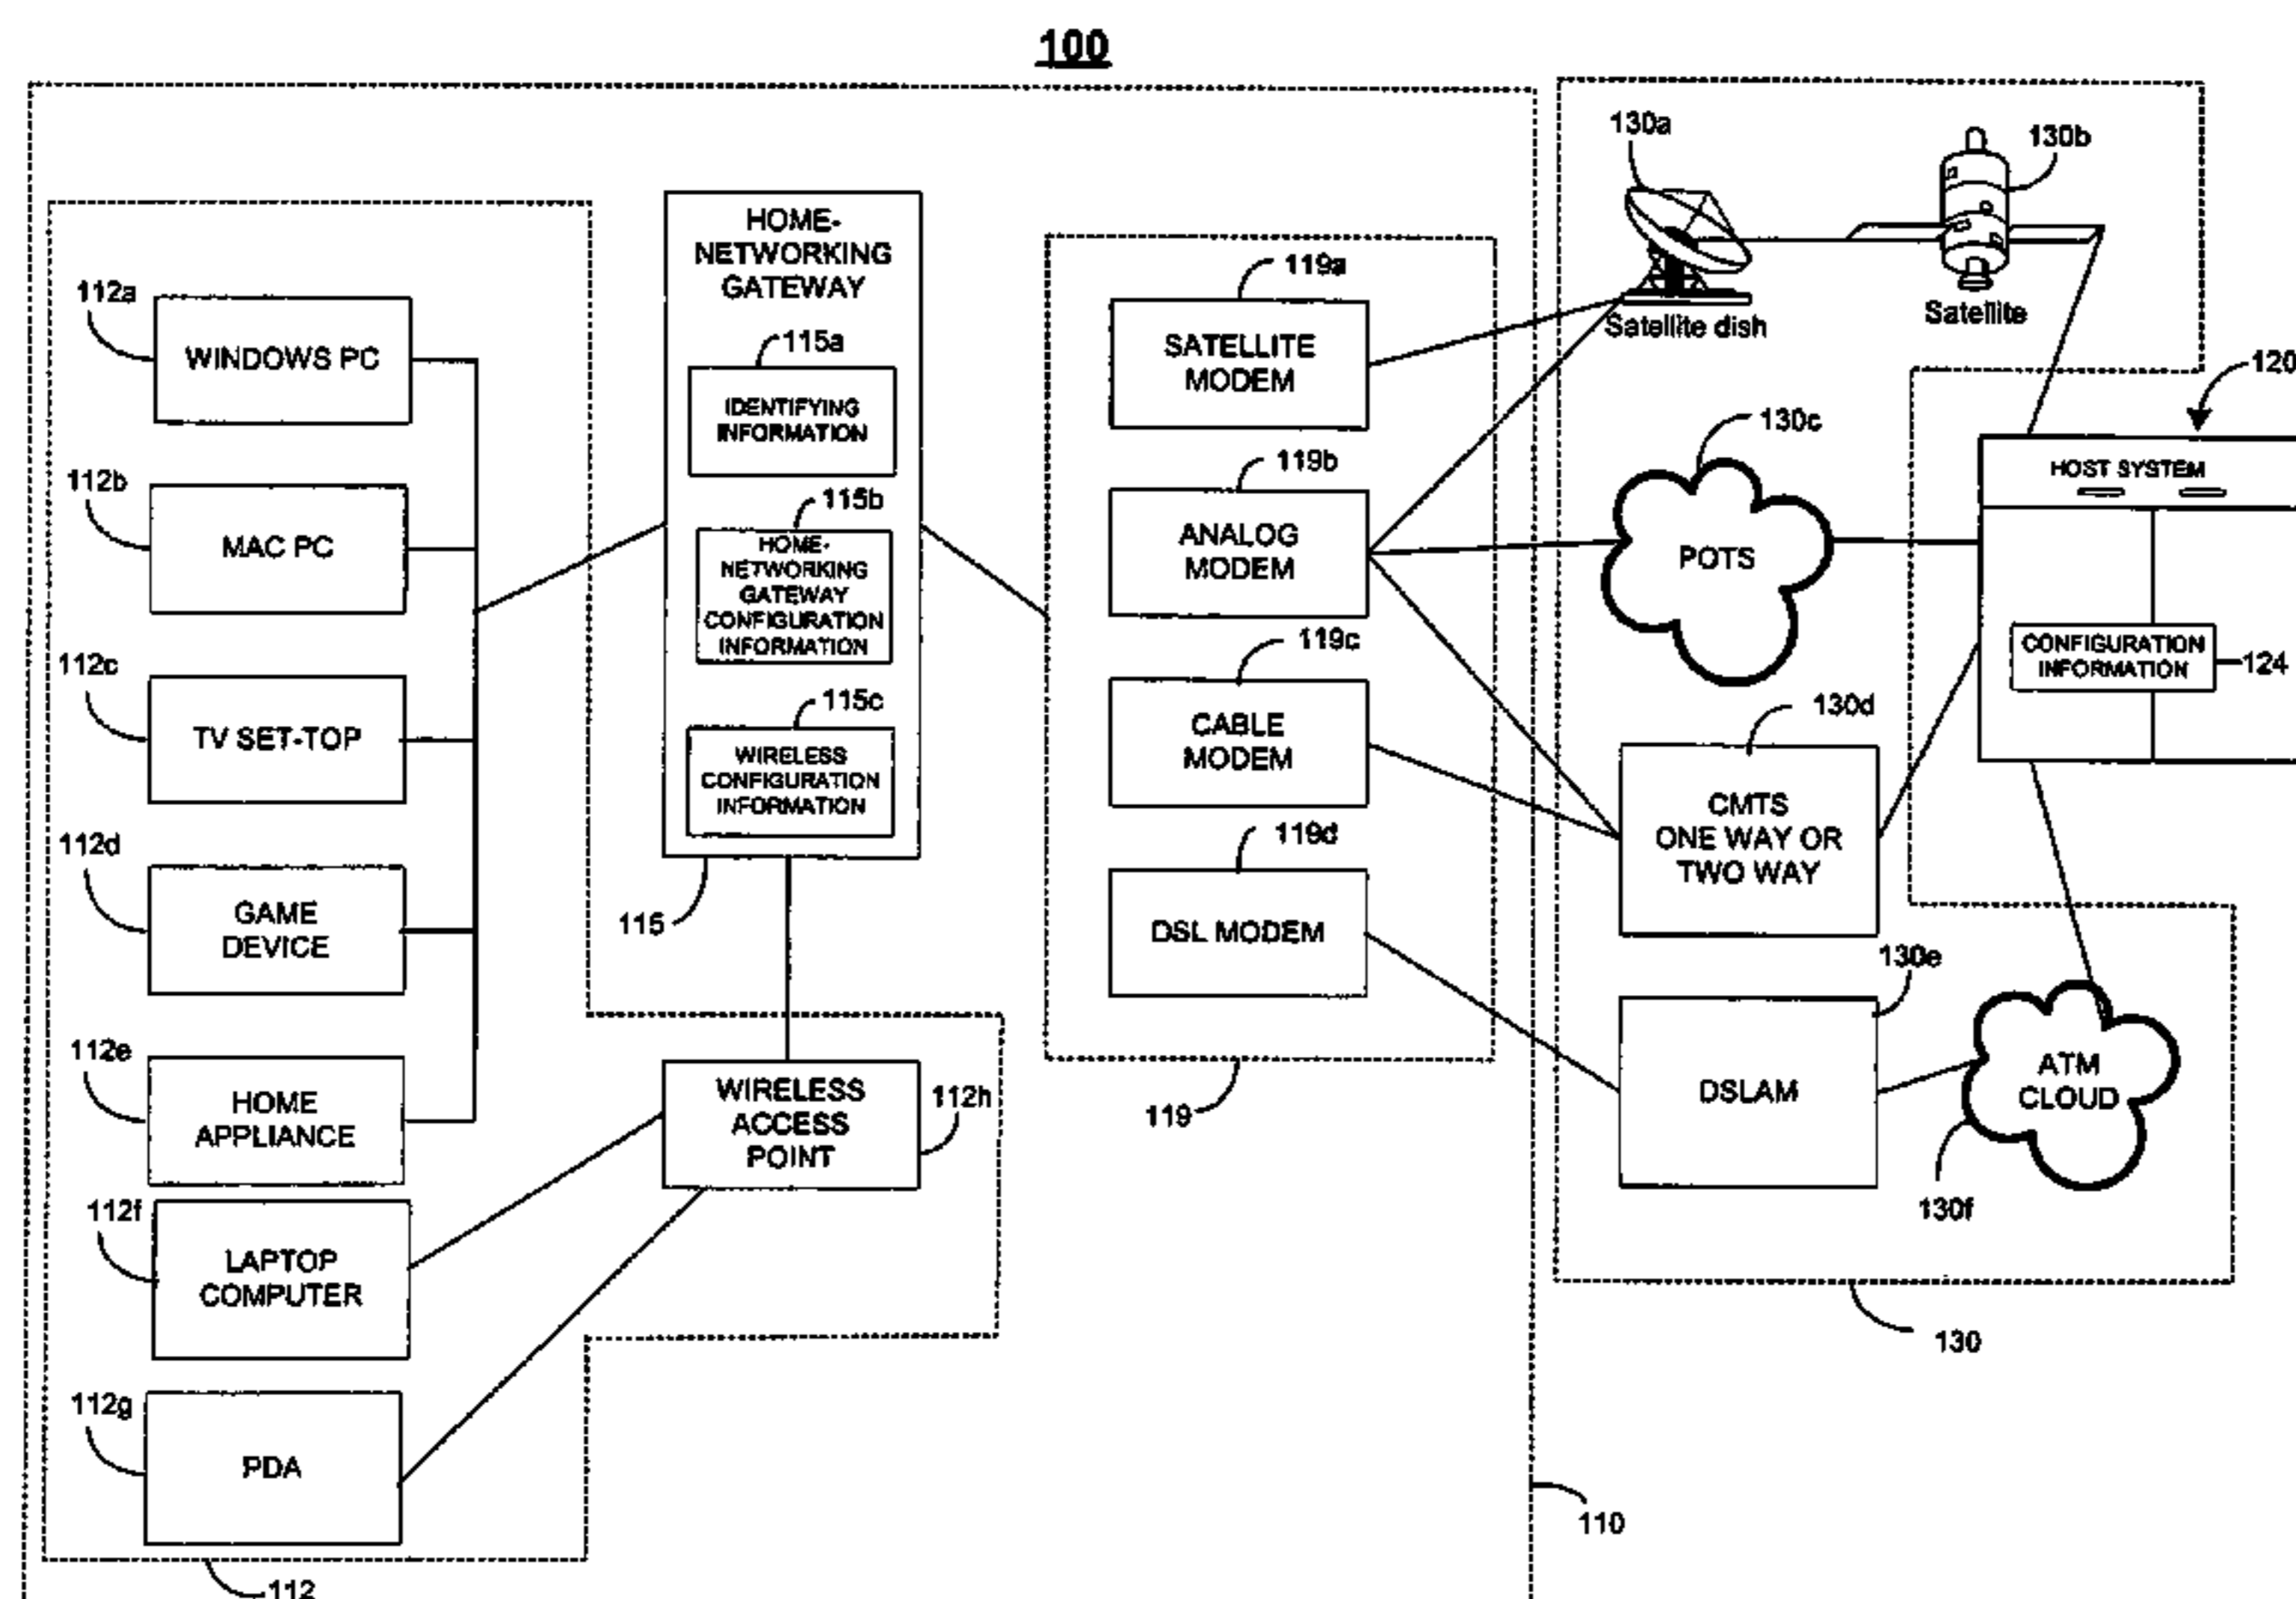 100
112a
WINDOWS PC
112b
MAC PC
112c
TV SET-TOP
112d
GAME
DEVICE
112e
HOME
APPLIANCE
112f
LAPTOP
COMPUTER
112g
PDA
112
HOME-
NETWORKING
GATEWAY
115a
IDENTIFYING
INFORMATION
115b
HOME-
NETWORKING
GATEWAY
CONFIGURATION
INFORMATION
115c
WIRELESS
CONFIGURATION
INFORMATION
115
WIRELESS
ACCESS
POINT
112h
119a
SATELLITE
MODEM
119b
ANALOG
MODEM
119c
CABLE
MODEM
119d
DSL MODEM
119
110
130a
Satellite dish
130b
Satellite
130c
POTS
130d
CMTS
ONE WAY OR
TWO WAY
130e
DSLAM
ATM
CLOUD
130f
130
120
HOST SYSTEM
CONFIGURATION
INFORMATION
124